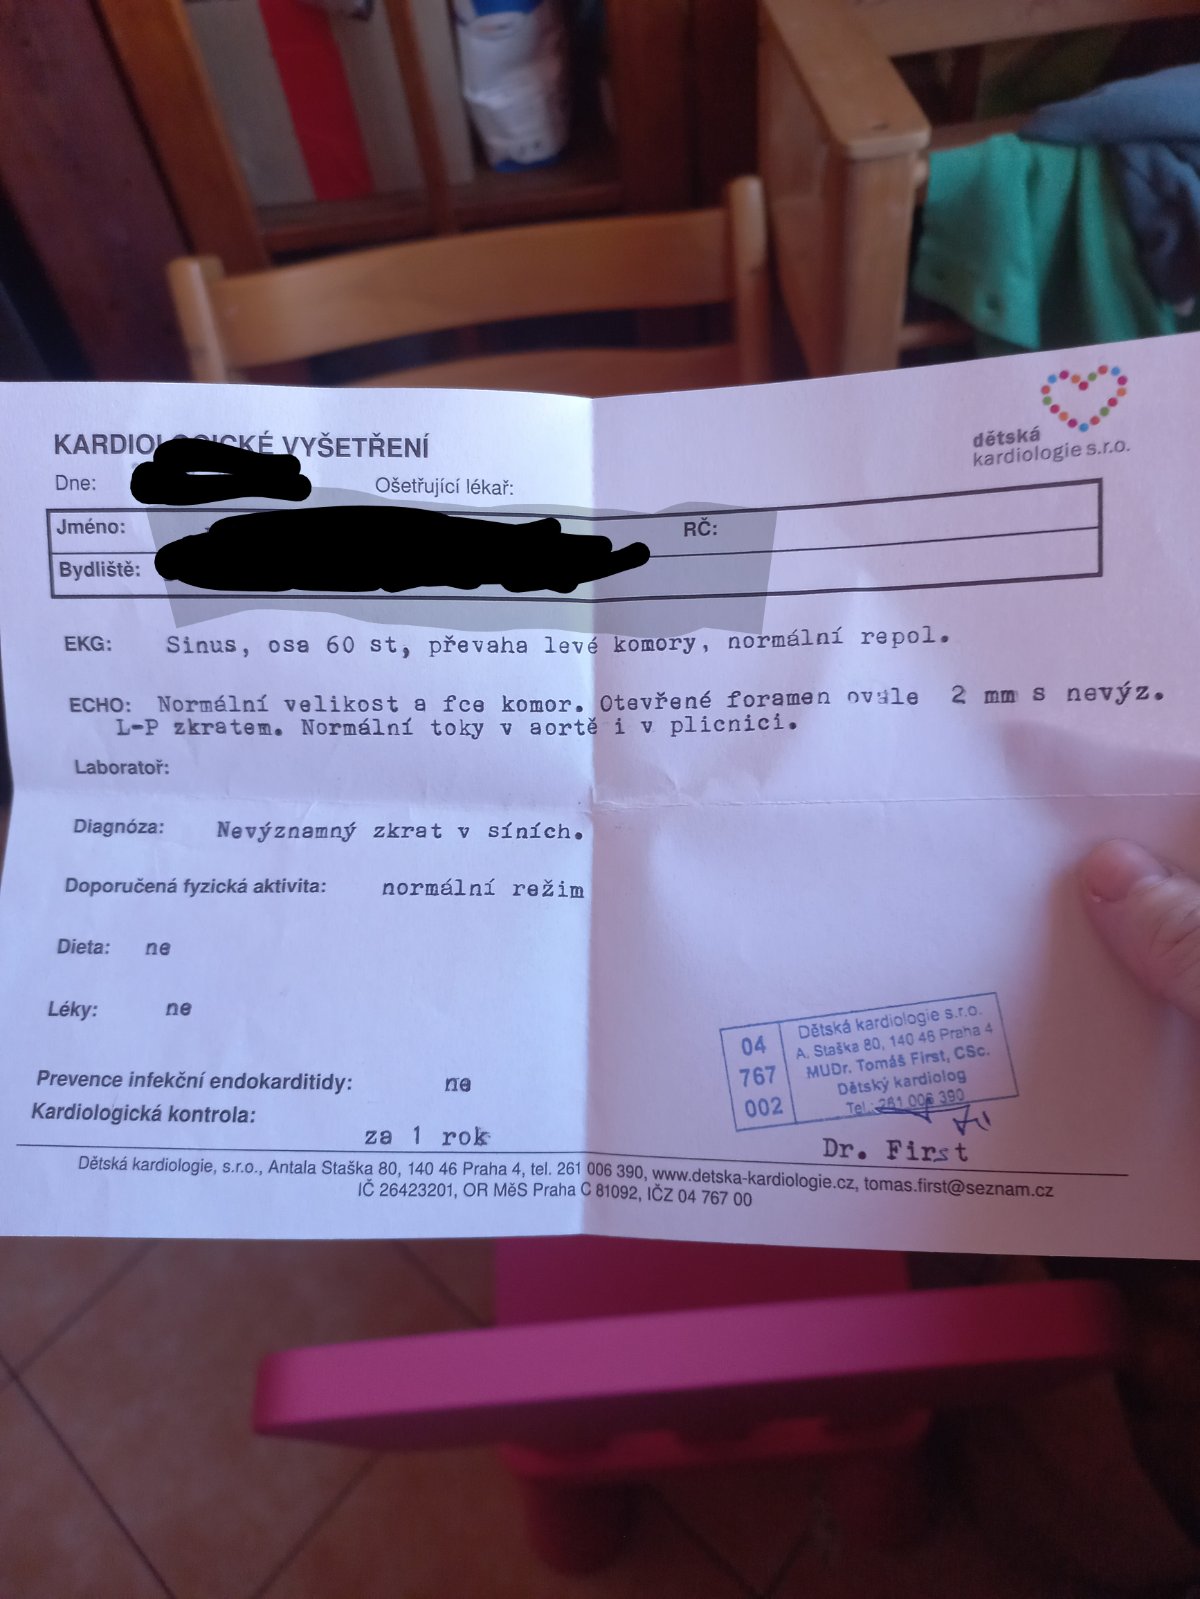 KARDIOLOGICKÉ VYŠETŘENÍ
dětská
kardiologie s.r.o.
Dne: Ošetřující lékař:
Jméno: RČ:
Bydliště:
EKG: Sinus, osa 60 st, převaha levé komory, normální repol.
ECHO: Normální velikost a fce komor. Otevřené foramen ovale 2 mm s nevýz.
L-P zkratem. Normální toky v aortě i v plicnici.
Laboratoř:
Diagnóza: Nevýznamný zkrat v síních.
Doporučená fyzická aktivita: normální režim
Dieta: ne
Léky: ne
04
767
002
Dětská kardiologie s.r.o.
A. Staška 80, 140 46 Praha 4
MUDr. Tomáš First, CSc.
Dětský kardiolog
Tel.: 261 006 390
Prevence infekční endokarditidy: ne
Kardiologická kontrola:
za 1 rok
Dr. First
Dětská kardiologie, s.r.o., Antala Staška 80, 140 46 Praha 4, tel. 261 006 390, www.detska-kardiologie.cz, tomas.first@seznam.cz
IČ 26423201, OR MěS Praha C 81092, IČZ 04 767 00